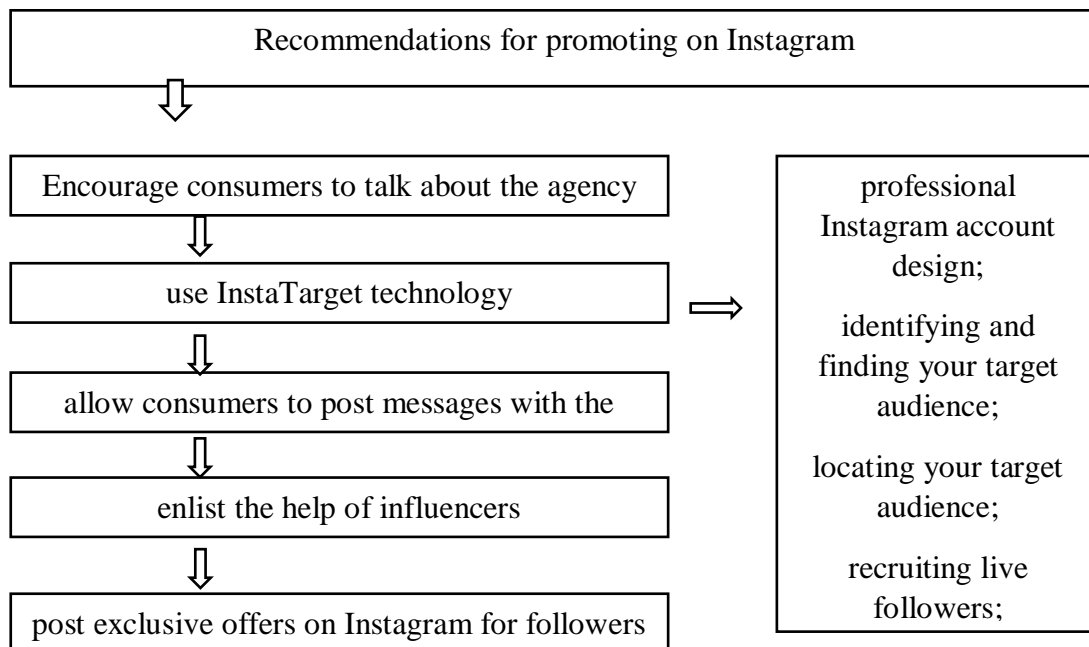 Recommendations for promoting on Instagram
Encourage consumers to talk about the agency
use InstaTarget technology
allow consumers to post messages with the
enlist the help of influencers
post exclusive offers on Instagram for followers
professional
Instagram account
design;
identifying and
finding your target
audience;
locating your target
audience;
recruiting live
followers;